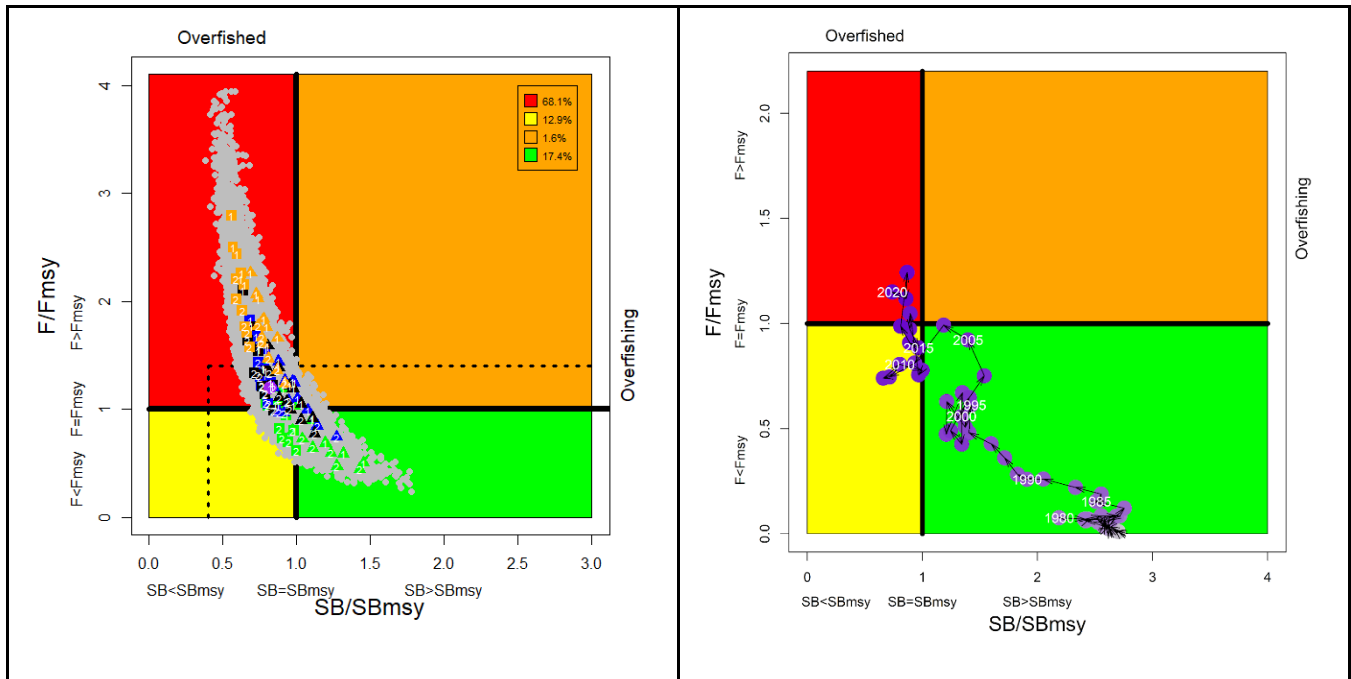 Overfished
4
3
2
1
0
F/Fmsy
F<Fmsy F=Fmsy F>Fmsy
68.1%
12.9%
1.6%
17.4%
Overfishing
0.0 0.5 1.0 1.5 2.0 2.5 3.0
SB<SBmsy SB=SBmsy SB>SBmsy
SB/SBmsy
Overfished
2.0
1.5
1.0
0.5
0.0
F/Fmsy
F<Fmsy F=Fmsy F>Fmsy
2020
2015
2010
2005
1995
2000
1990
1985
1980
Overfishing
0 1 2 3 4
SB<SBmsy SB=SBmsy SB>SBmsy
SB/SBmsy